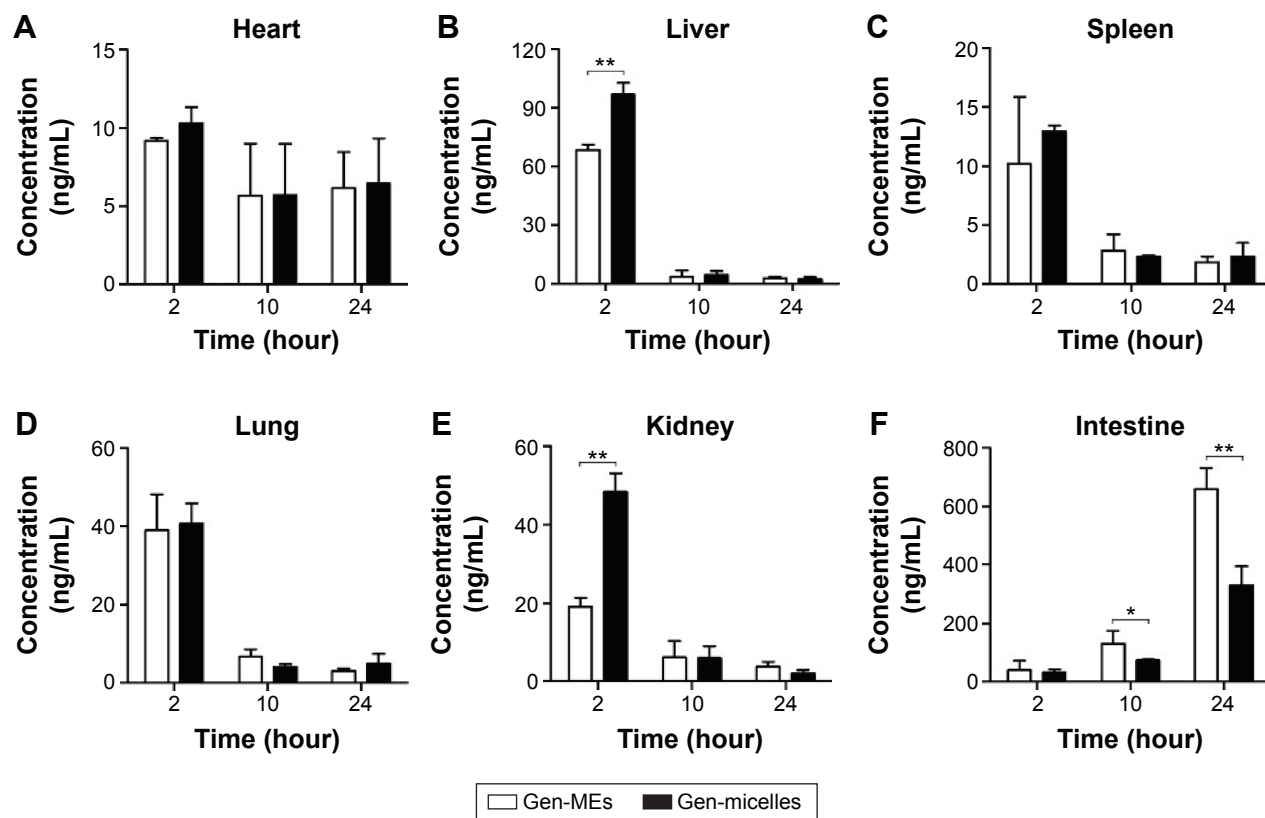 A Heart
15
10
5
0
Concentration
(ng/mL)
2 10 24
Time (hour)
B Liver
120
90
60
30
0
Concentration
(ng/mL)
**
2 10 24
Time (hour)
C Spleen
20
15
10
5
0
Concentration
(ng/mL)
2 10 24
Time (hour)
D Lung
60
40
20
0
Concentration
(ng/mL)
2 10 24
Time (hour)
E Kidney
60
40
20
0
Concentration
(ng/mL)
**
2 10 24
Time (hour)
F Intestine
800
600
400
200
0
Concentration
(ng/mL)
*
**
2 10 24
Time (hour)
Gen-MEs Gen-micelles